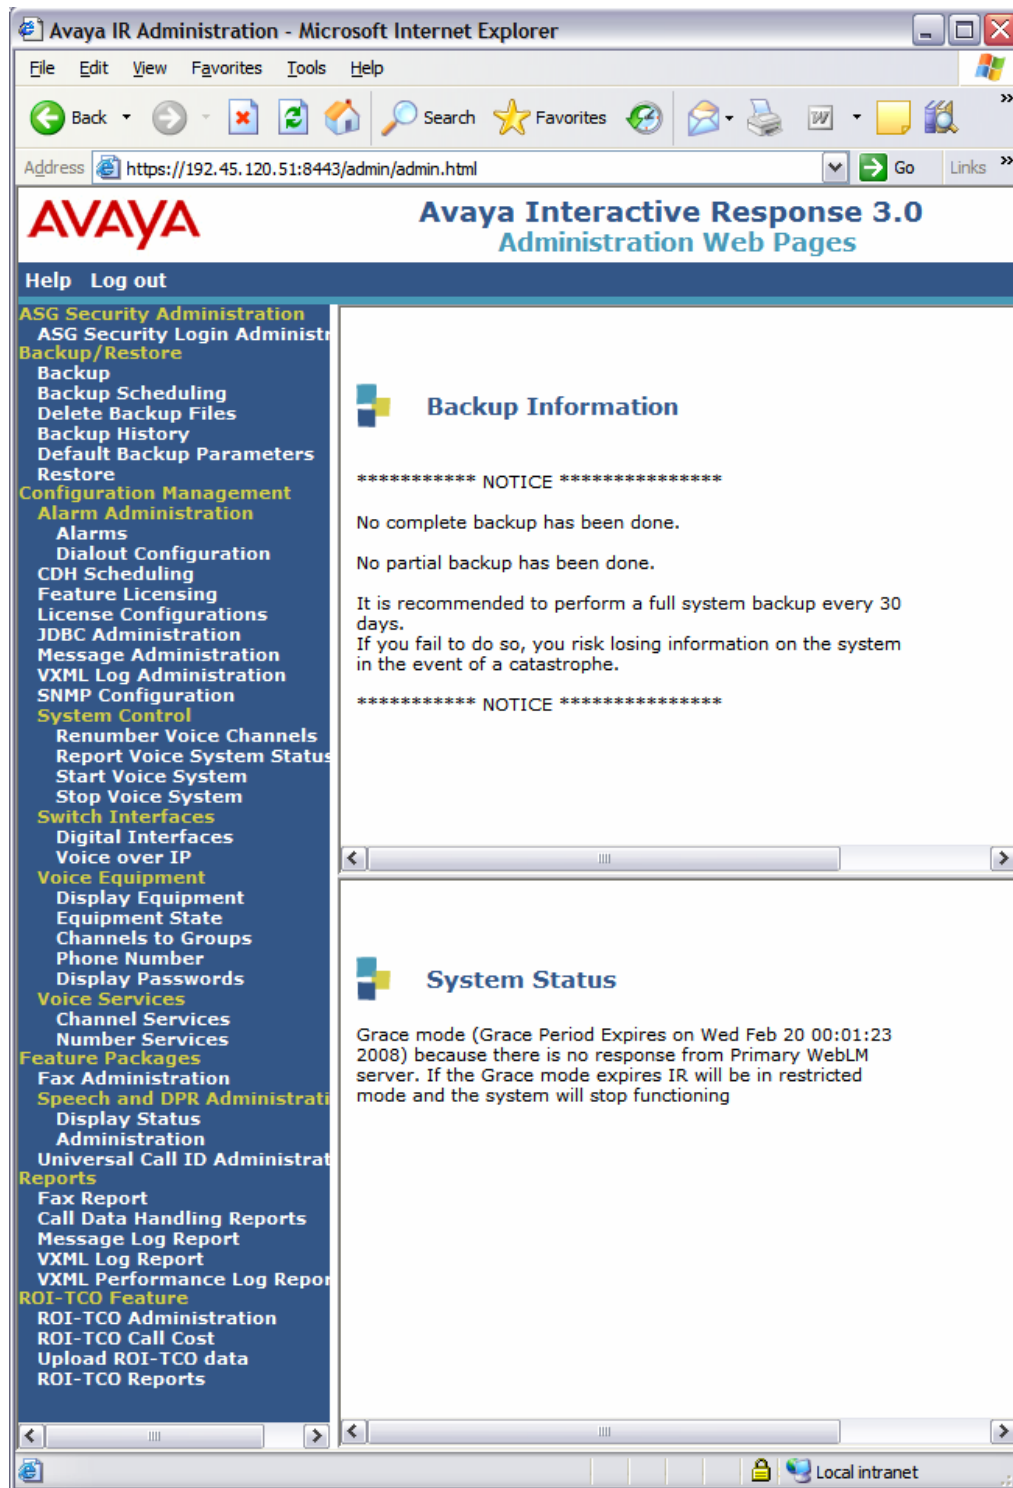 Avaya IR Administration - Microsoft Internet Explorer
File Edit View Favorites Tools Help
Back Search Favorites
Address https://192.45.120.51:8443/admin/admin.html Go Links
AVAYA
Avaya Interactive Response 3.0
Administration Web Pages
Help Log out
ASG Security Administration
ASG Security Login Administr
Backup/Restore
Backup
Backup Scheduling
Delete Backup Files
Backup History
Default Backup Parameters
Restore
Configuration Management
Alarm Administration
Alarms
Dialout Configuration
CDH Scheduling
Feature Licensing
License Configurations
JDBC Administration
Message Administration
VXML Log Administration
SNMP Configuration
System Control
Renumber Voice Channels
Report Voice System Status
Start Voice System
Stop Voice System
Switch Interfaces
Digital Interfaces
Voice over IP
Voice Equipment
Display Equipment
Equipment State
Channels to Groups
Phone Number
Display Passwords
Voice Services
Channel Services
Number Services
Feature Packages
Fax Administration
Speech and DPR Administrati
Display Status
Administration
Universal Call ID Administrat
Reports
Fax Report
Call Data Handling Reports
Message Log Report
VXML Log Report
VXML Performance Log Repor
ROI-TCO Feature
ROI-TCO Administration
ROI-TCO Call Cost
Upload ROI-TCO data
ROI-TCO Reports
Backup Information
*********** NOTICE ***************
No complete backup has been done.
No partial backup has been done.
It is recommended to perform a full system backup every 30
days.
If you fail to do so, you risk losing information on the system
in the event of a catastrophe.
*********** NOTICE ***************
System Status
Grace mode (Grace Period Expires on Wed Feb 20 00:01:23
2008) because there is no response from Primary WebLM
server. If the Grace mode expires IR will be in restricted
mode and the system will stop functioning
Local intranet